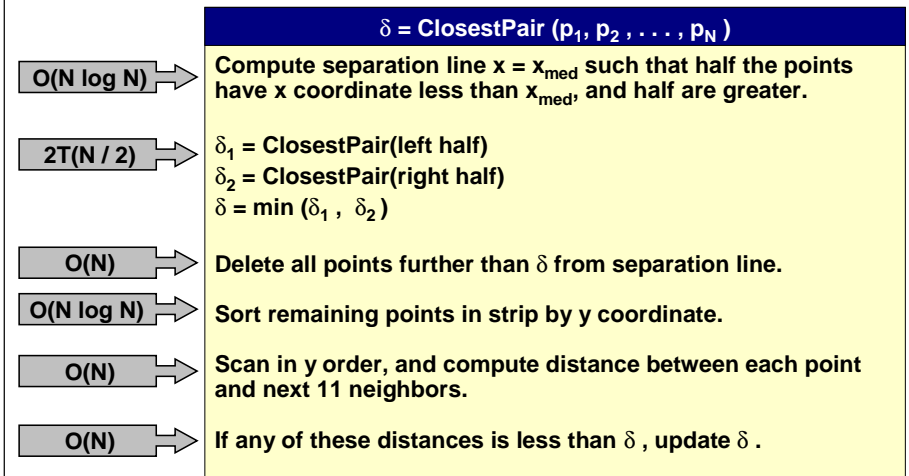 δ = ClosestPair (p1, p2 , . . . , pN )
O(N log N)
Compute separation line x = xmed such that half the points
have x coordinate less than xmed, and half are greater.
2T(N / 2)
δ1 = ClosestPair(left half)
δ2 = ClosestPair(right half)
δ = min (δ1 , δ2 )
O(N)
Delete all points further than δ from separation line.
O(N log N)
Sort remaining points in strip by y coordinate.
O(N)
Scan in y order, and compute distance between each point
and next 11 neighbors.
O(N)
If any of these distances is less than δ , update δ .